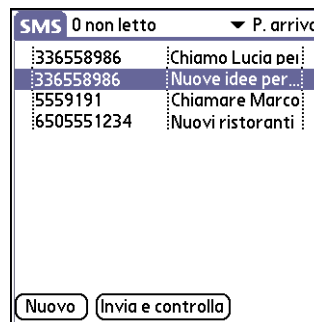 SMS 0 non letto P. arrivo
336558986 Chiamo Lucia per
336558986 Nuove idee per...
5559191 Chiamare Marco
6505551234 Nuovi ristoranti
Nuovo Invia e controlla